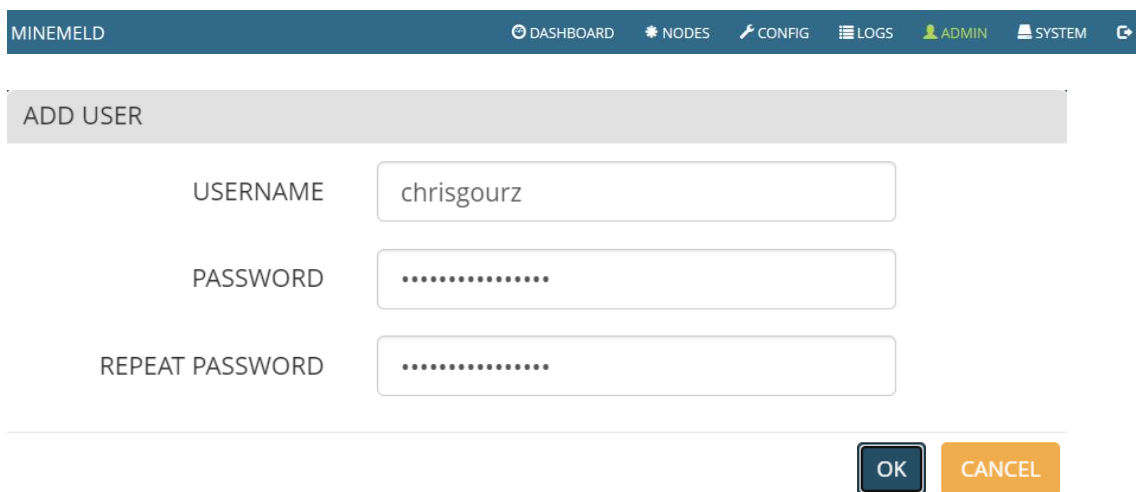 MINEMELD DASHBOARD NODES CONFIG LOGS ADMIN SYSTEM
ADD USER
USERNAME chrisgourz
PASSWORD ••••••••••••••••
REPEAT PASSWORD ••••••••••••••••
OK CANCEL